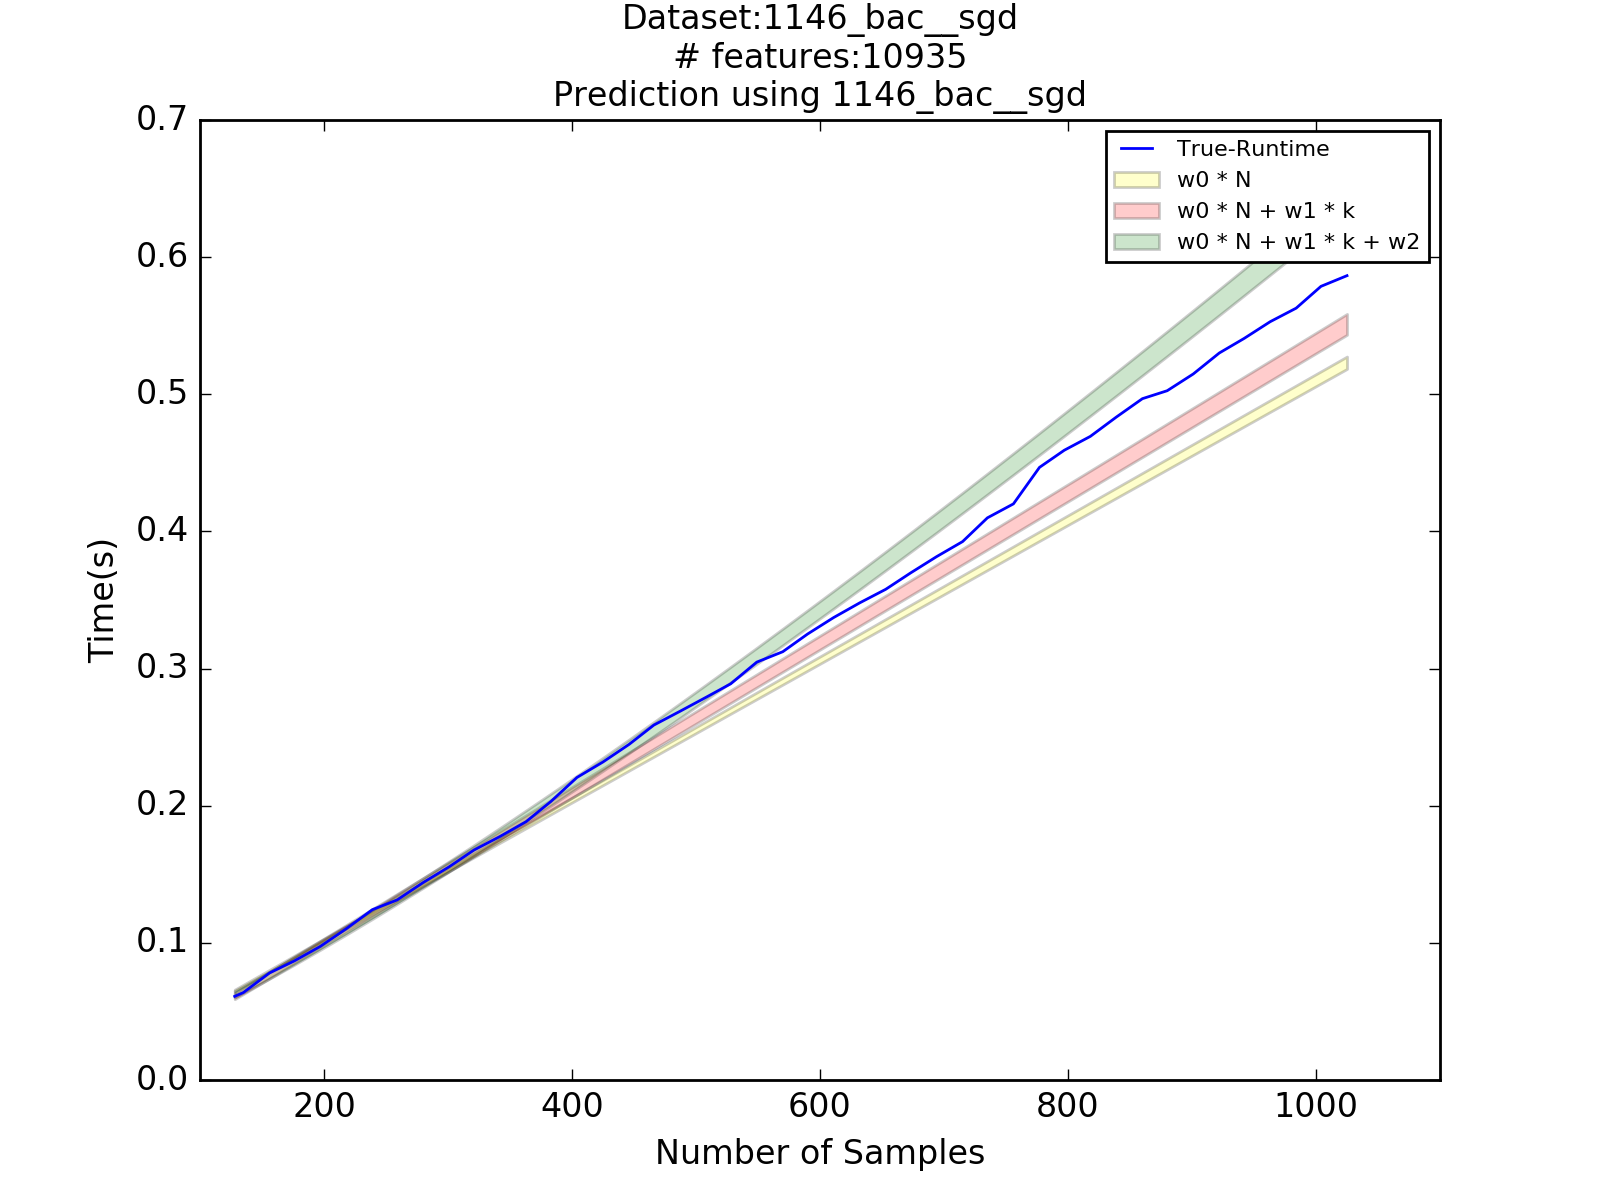 Dataset:1146_bac__sgd
# features:10935
Prediction using 1146_bac__sgd
0.7
0.6
0.5
0.4
0.3
0.2
0.1
0.0
Time(s)
True-Runtime
w0 * N
w0 * N + w1 * k
w0 * N + w1 * k + w2
200 400 600 800 1000
Number of Samples